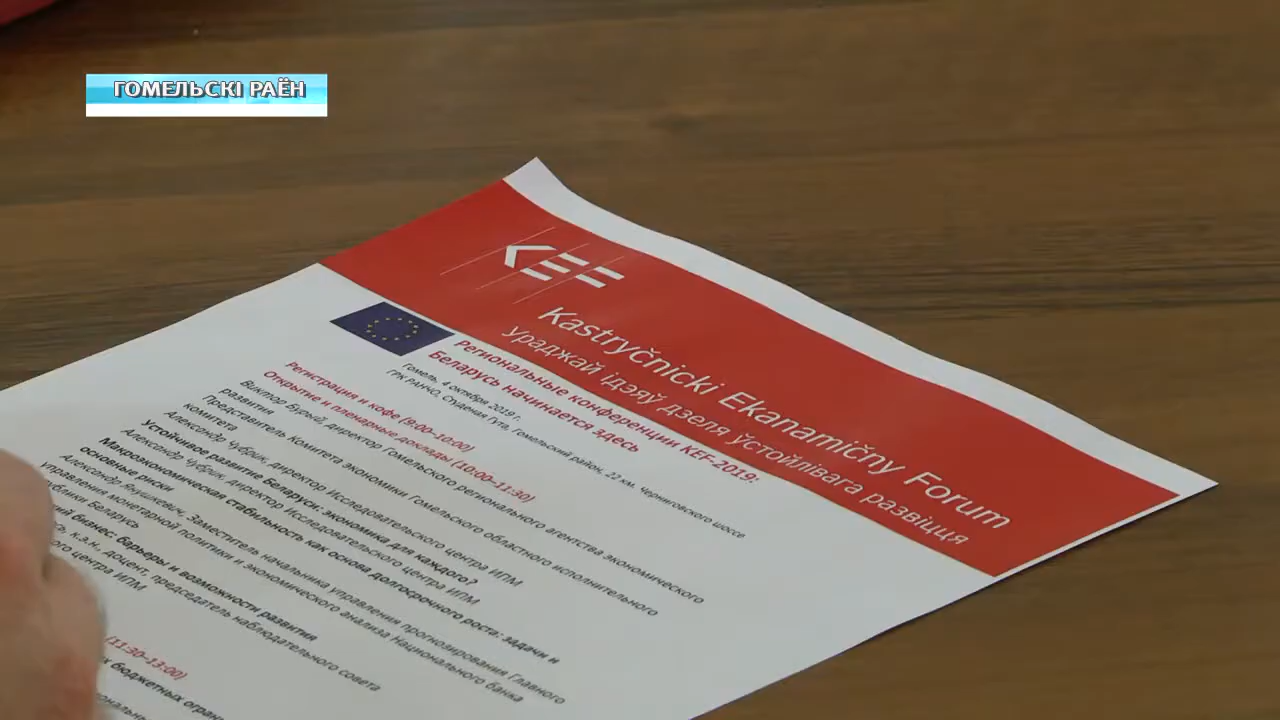 ГОМЕЛЬСКІ РАЁН
KEF
Kastryčnicki Ekanamičny Forum
Ураджай ідэяў дзеля ўстойлівага развіцця
Региональные конференции KEF-2019:
Беларусь начинается здесь
Гомель, 4 октября 2019 г.
ГРК РАНЧО, Студёная Гута, Гомельский район, 22 км. Черниговского шоссе
Регистрация и кофе (9:00-10:00)
Открытие и пленарные доклады (10:00-11:30)
Виктор Бурый, директор Гомельского регионального агентства экономического
развития
Представитель Комитета экономики Гомельского областного исполнительного
комитета
Александр Чубрик, директор Исследовательского центра ИПМ
Устойчивое развитие Беларуси: экономика для каждого?
Александр Чубрик, директор Исследовательского центра ИПМ
Макроэкономическая стабильность как основа долгосрочного роста: задачи и
основные риски
Александр Янушкевич, Заместитель начальника управления прогнозирования Главного
управления монетарной политики и экономического анализа Национального банка
Беларусь
бизнес: барьеры и возможности развития
к.э.н., доцент, председатель наблюдательного совета
центра ИПМ
(11:30-13:00)
бюджетных